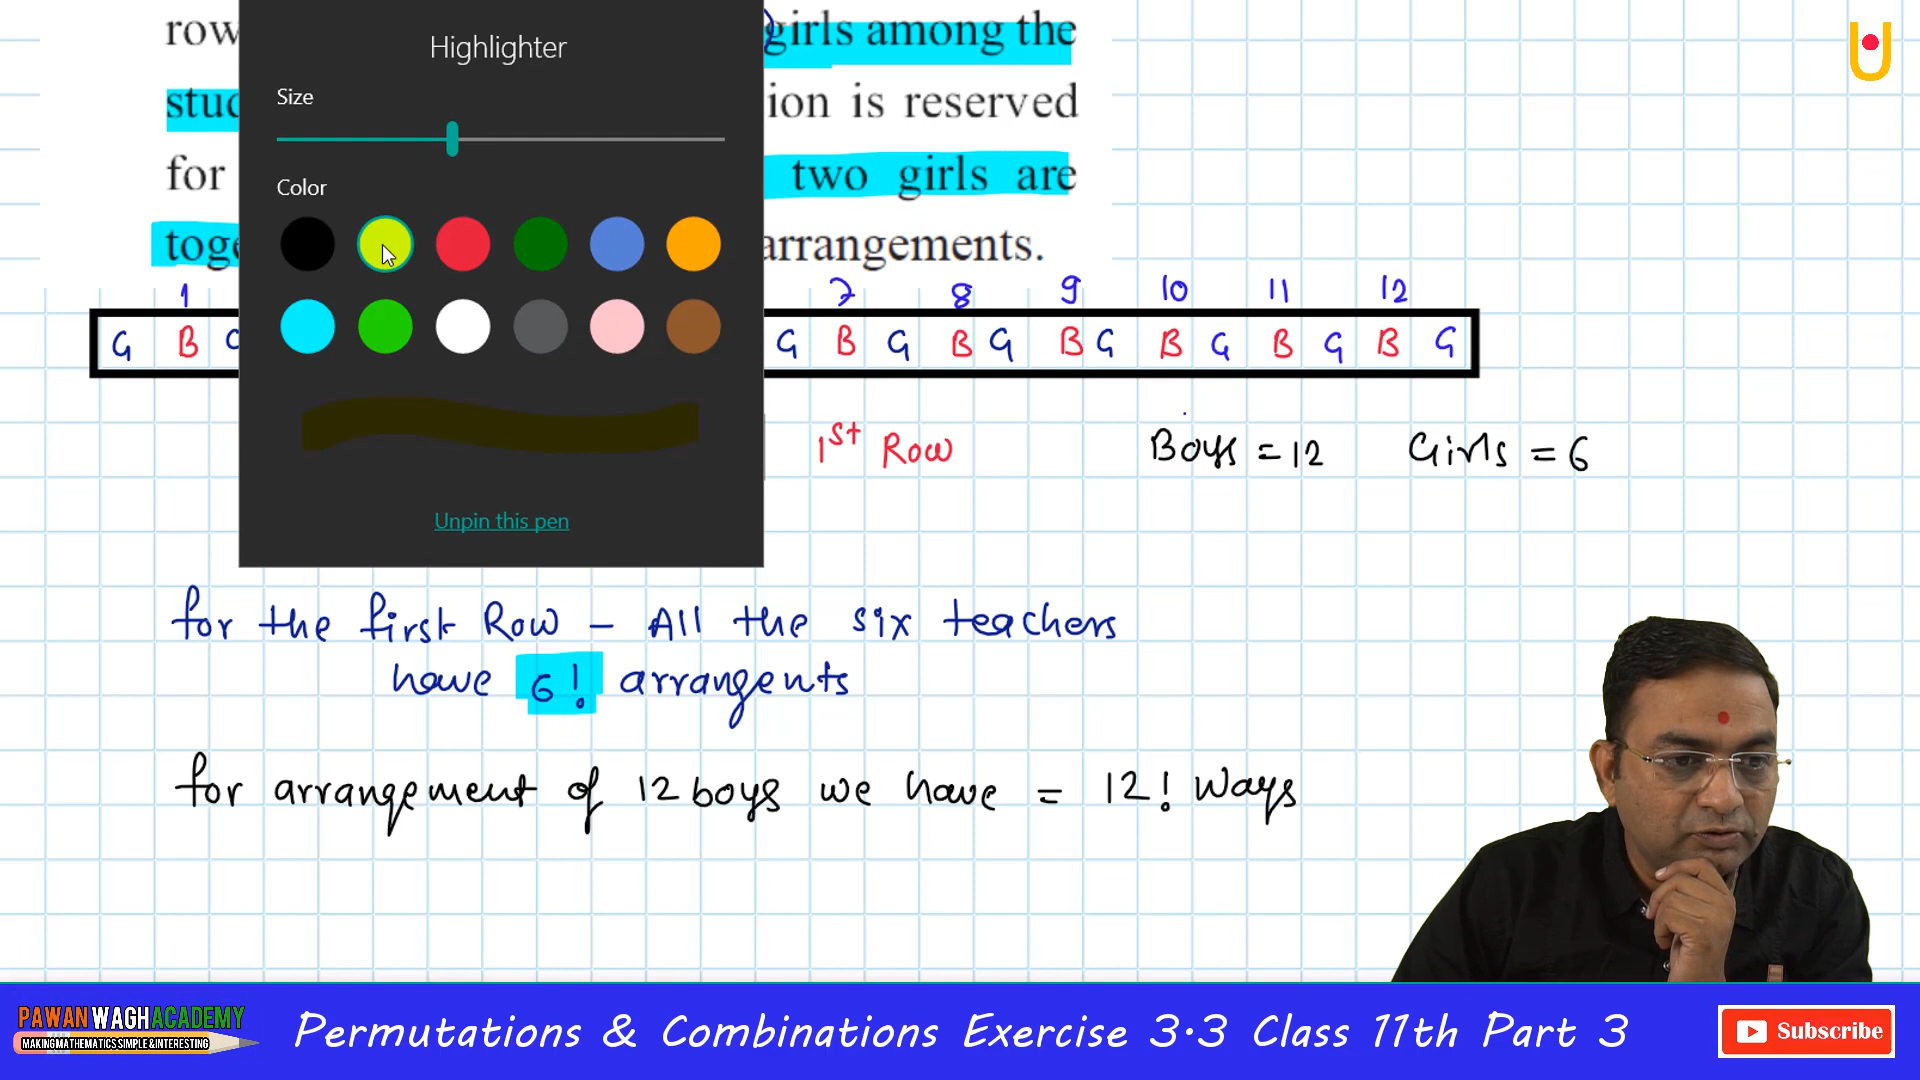 row girls among the
stud ion is reserved
for two girls are
toge arrangements.
Highlighter
Size
Color
Unpin this pen
1 7 8 9 10 11 12
G B G G B G B G B G B G B G B G
1st Row Boys = 12 Girls = 6
for the first Row - All the six teachers
have 6! arrangents
for arrangement of 12 boys we have = 12! Ways
PAWAN WAGH ACADEMY
MAKING MATHEMATICS SIMPLE & INTERESTING
Permutations & Combinations Exercise 3.3 Class 11th Part 3
Subscribe